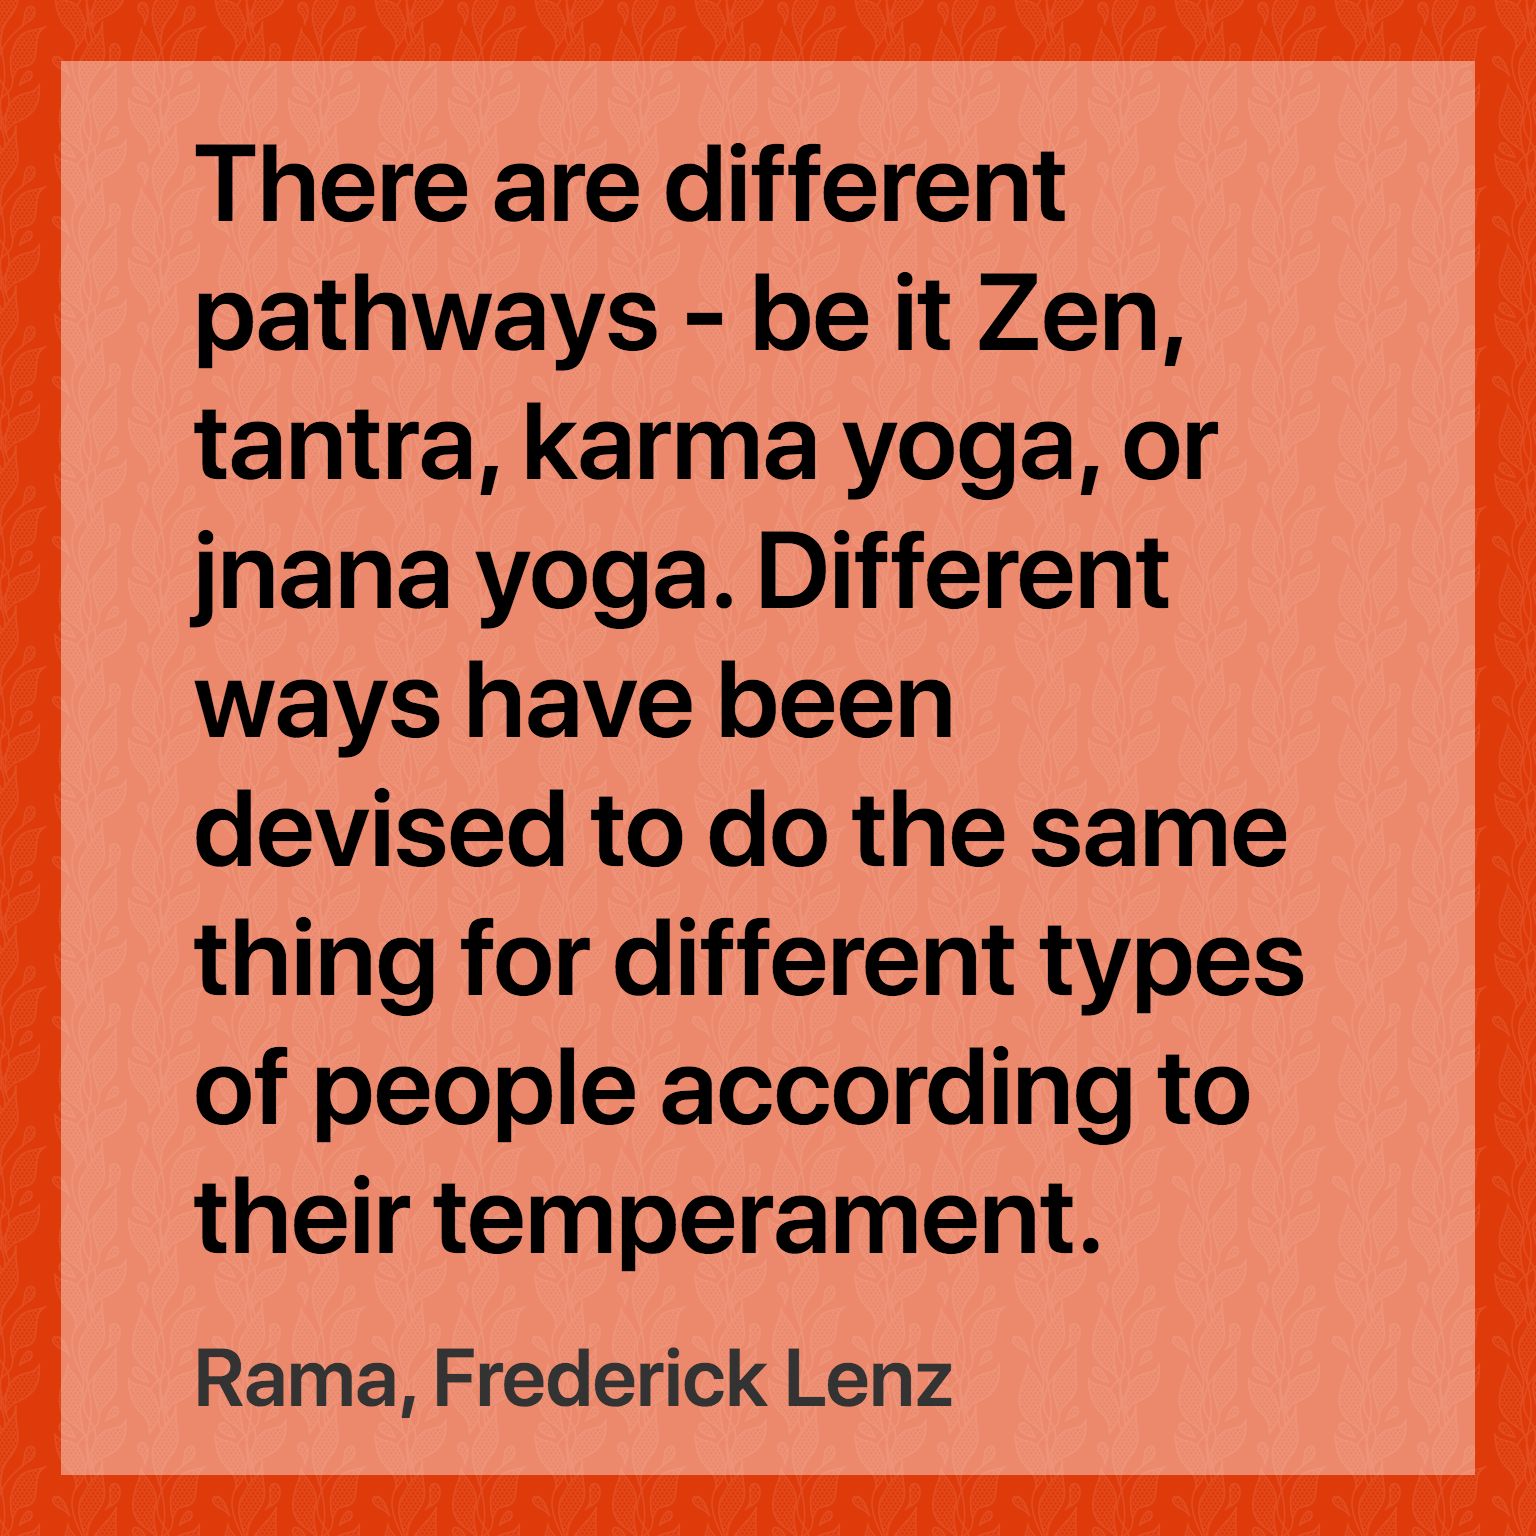 There are different
pathways - be it Zen,
tantra, karma yoga, or
jnana yoga. Different
ways have been
devised to do the same
thing for different types
of people according to
their temperament.
Rama, Frederick Lenz